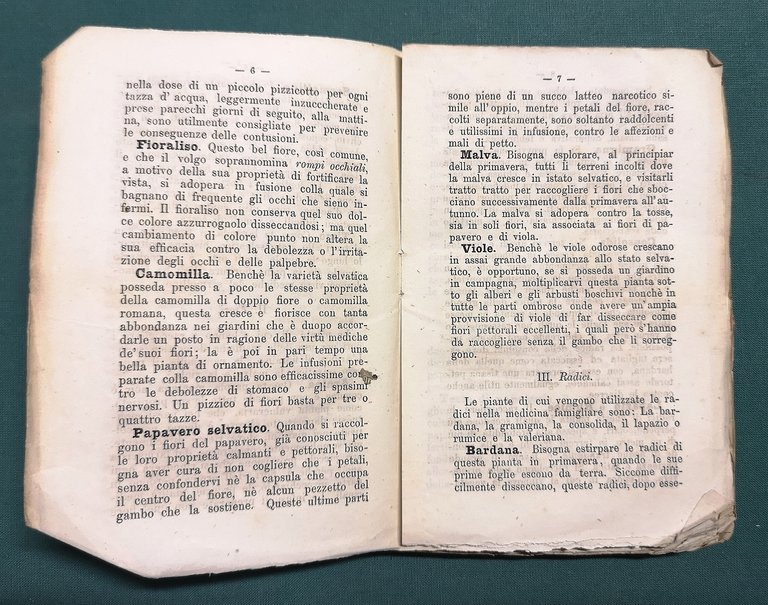 — 6 —
nella dose di un piccolo pizzicotto per ogni
tazza d'acqua, leggermente inzuccherate e
prese parecchi giorni di seguito, alla matti-
na, sono utilmente consigliate per prevenire
le conseguenze delle contusioni.
Fioraliso. Questo bel fiore, così comune,
e che il volgo soprannomina rompi occhiali,
a motivo della sua proprietà di fortificare la
vista, si adopera in fusione colla quale si
bagnano di frequente gli occhi che sieno in-
fermi. Il fioraliso non conserva quel suo dol-
ce colore azzurrognolo disseccandosi; ma quel
cambiamento di colore punto non altera la
sua efficacia contro la debolezza o l'irri-
tazione degli occhi e delle palpebre.
Camomilla. Benchè la varietà selvatica
posseda presso a poco le stesse proprietà
della camomilla di doppio fiore o camomilla
romana, questa cresce e fiorisce con tanta
abbondanza nei giardini che è duopo accor-
darle un posto in ragione delle virtù mediche
de'suoi fiori; la è poi in pari tempo una
bella pianta di ornamento. Le infusioni pre-
parate colla camomilla sono efficacissime con-
tro le debolezze di stomaco e gli spasimi
nervosi. Un pizzico di fiori basta per tre o
quattro tazze.
Papavero selvatico. Quando si raccol-
gono i fiori del papavero, già conosciuti per
le loro proprietà calmanti e pettorali, biso-
gna aver cura di non cogliere che i petali,
senza confondervi nè la capsula che occupa
il centro del fiore, nè alcun pezzetto del
gambo che la sostiene. Queste ultime parti
— 7 —
sono piene di un succo latteo narcotico si-
mile all'oppio, mentre i petali del fiore, rac-
colti separatamente, sono soltanto raddolcenti
e utilissimi in infusione, contro le affezioni e
mali di petto.
Malva. Bisogna esplorare, al principiar
della primavera, tutti li terreni incolti dove
la malva cresce in istato selvatico, e visitarli
tratto tratto per raccogliere i fiori che sboc-
ciano successivamente dalla primavera all'au-
tunno. La malva si adopera contro la tosse,
sia in soli fiori, sia associata ai fiori di pa-
pavero e di viola.
Viole. Benchè le viole odorose crescano
in assai grande abbondanza allo stato selva-
tico, è opportuno, se si posseda un giardino
in campagna, moltiplicarvi questa pianta sot-
to gli alberi e gli arbusti boschivi nonchè in
tutte le parti ombrose onde avere un'ampia
provvisione di viole di far disseccare come
fiori pettorali eccellenti, i quali però s'hanno
da raccogliere senza il gambo che li sorreg-
gono.
III. Radici.
Le piante di cui vengono utilizzate le ra-
dici nella medicina famigliare sono: La bar-
dana, la gramigna, la consolida, il lapazio o
rumice e la valeriana.
Bardana. Bisogna estirpare le radici di
questa pianta in primavera, quando le sue
prime foglie escono da terra. Siccome diffi-
cilmente disseccano, queste radici, dopo esse-